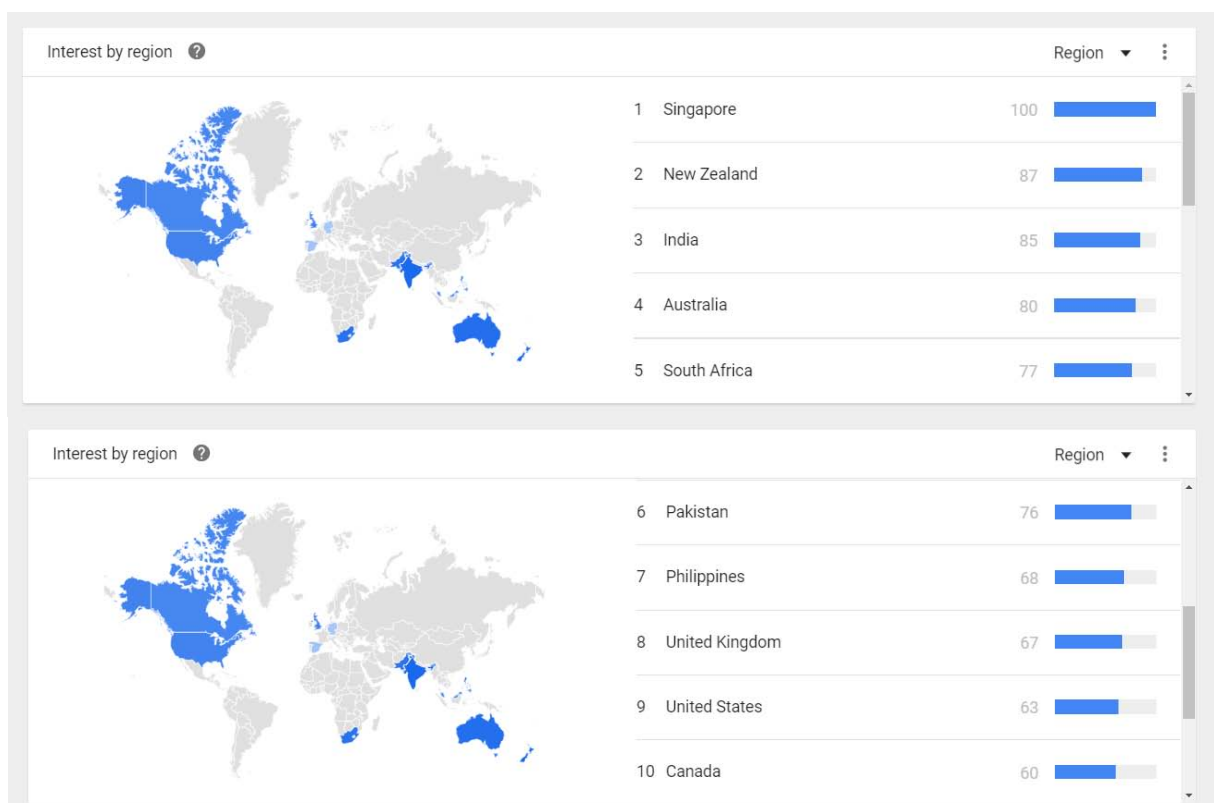 Interest by region ? Region
1 Singapore 100
2 New Zealand 87
3 India 85
4 Australia 80
5 South Africa 77
Interest by region ? Region
6 Pakistan 76
7 Philippines 68
8 United Kingdom 67
9 United States 63
10 Canada 60